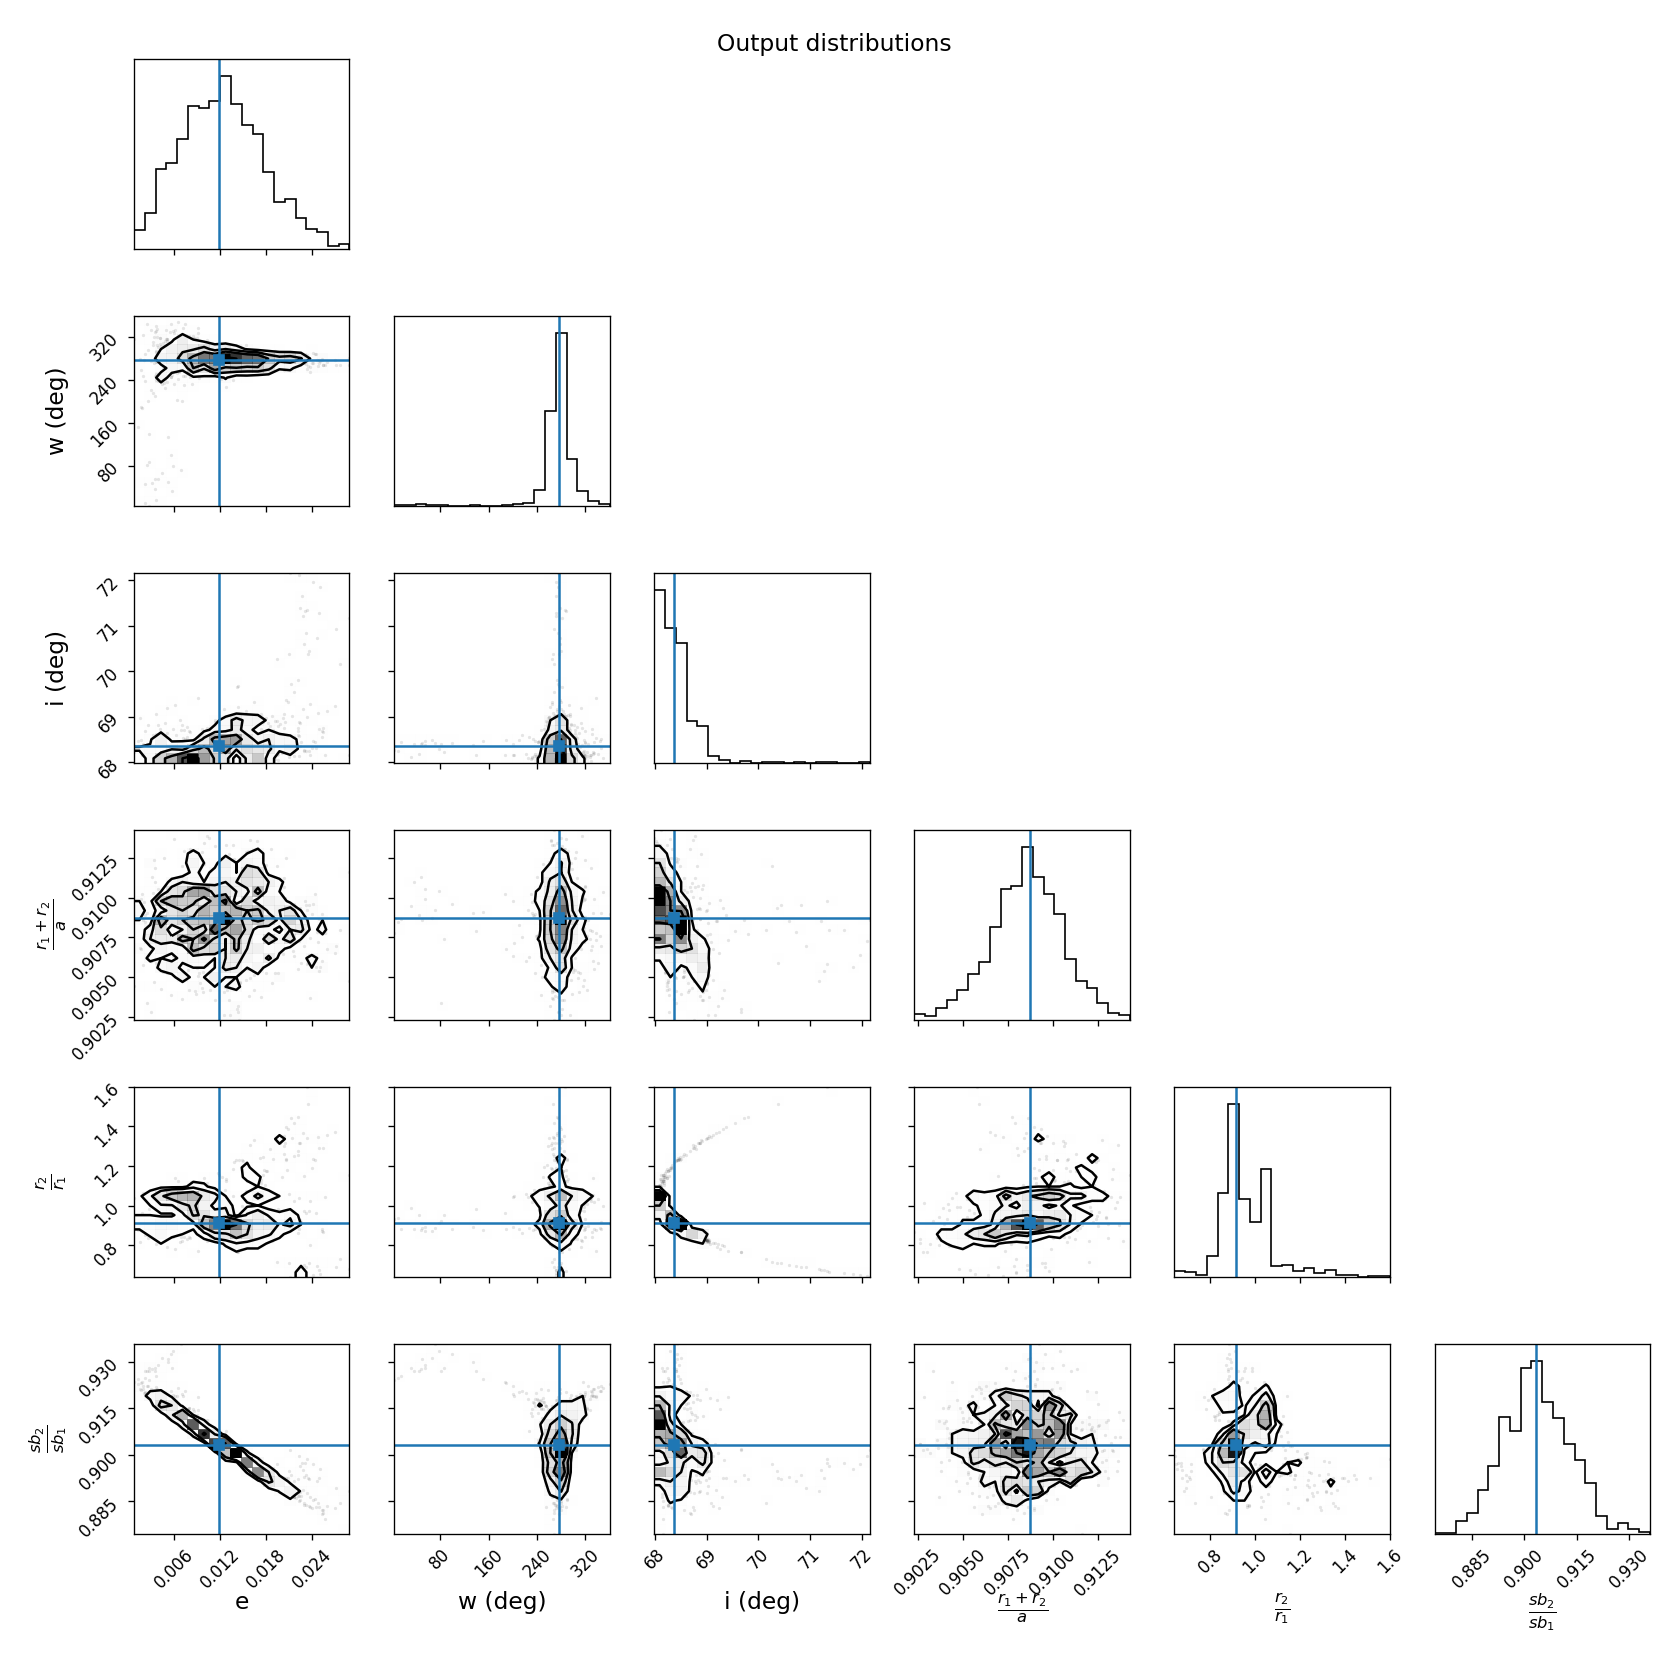 Output distributions
w (deg)
320
240
160
80
i (deg)
72
71
70
69
68
r₁ + r₂
a
0.9125
0.9100
0.9075
0.9050
0.9025
r₂
r₁
1.6
1.4
1.2
1.0
0.8
sb₂
sb₁
0.930
0.915
0.900
0.885
0.006 0.012 0.018 0.024
e
80 160 240 320
w (deg)
68 69 70 71 72
i (deg)
0.9025 0.9050 0.9075 0.9100 0.9125
r₁ + r₂
a
0.8 1.0 1.2 1.4 1.6
r₂
r₁
0.885 0.900 0.915 0.930
sb₂
sb₁